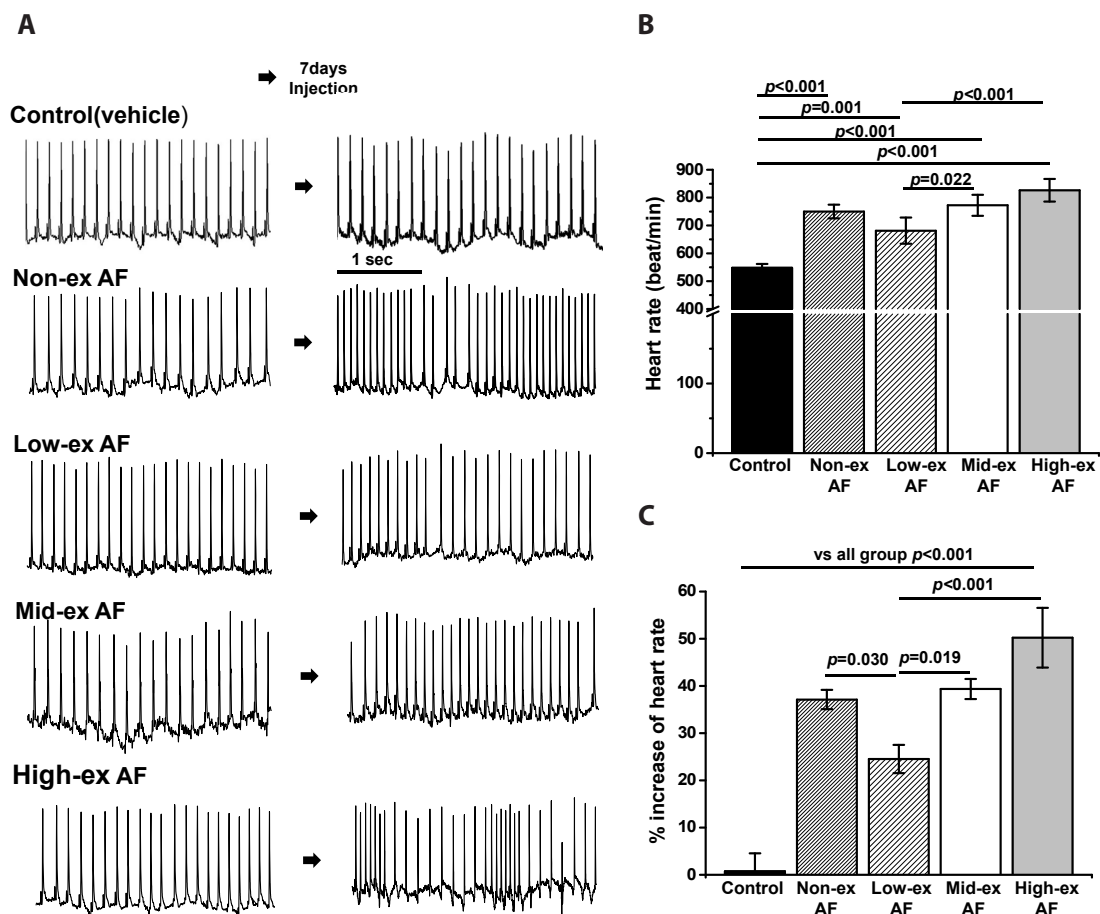 A
7days
Injection
Control(vehicle)
Non-ex AF
1 sec
Low-ex AF
Mid-ex AF
High-ex AF
B
p<0.001
p=0.001
p<0.001
p<0.001
p<0.001
p=0.022
Heart rate (beat/min)
900
800
700
600
500
400
100
0
Control
Non-ex AF
Low-ex AF
Mid-ex AF
High-ex AF
C
vs all group p<0.001
p<0.001
p=0.030
p=0.019
% increase of heart rate
60
50
40
30
20
10
0
Control
Non-ex AF
Low-ex AF
Mid-ex AF
High-ex AF